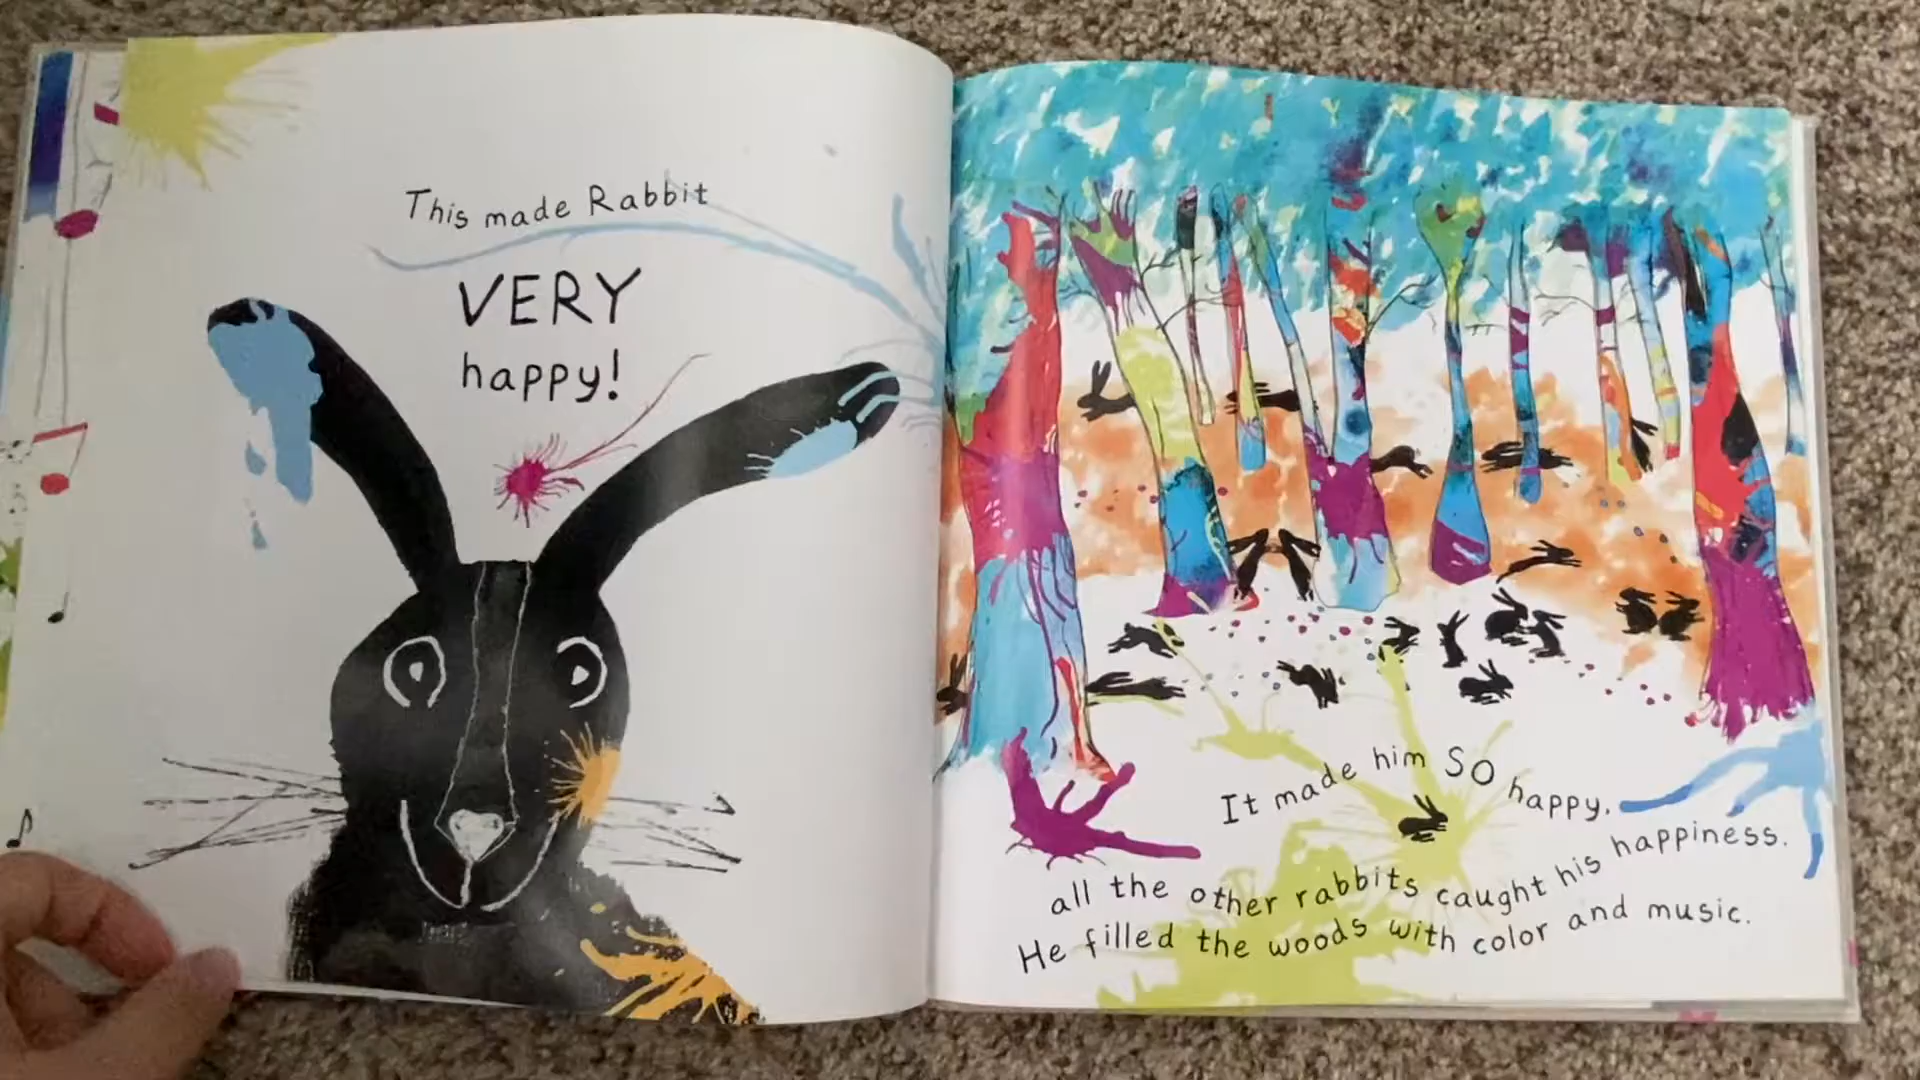 This made Rabbit
VERY
happy!
It made him SO happy,
all the other rabbits caught his happiness.
He filled the woods with color and music.